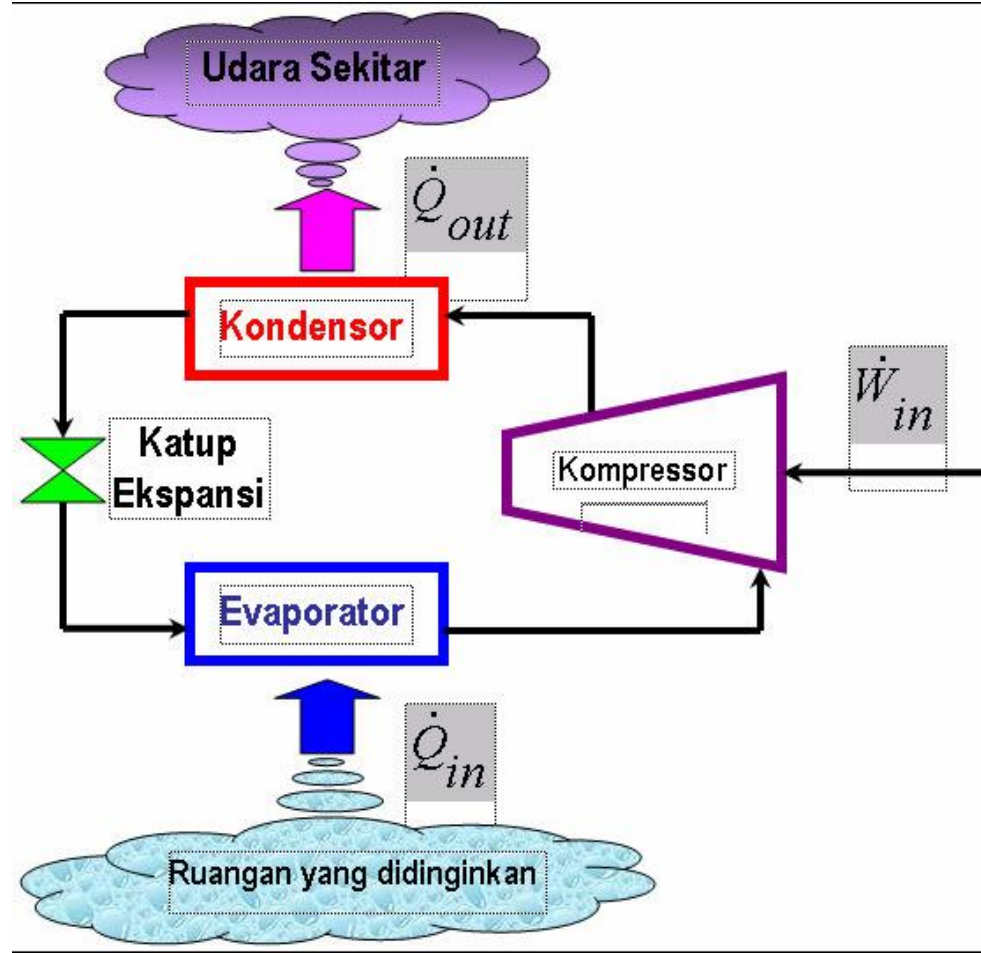 Udara Sekitar
Q̇out
Kondensor
Ẇin
Katup
Ekspansi
Kompressor
Evaporator
Q̇in
Ruangan yang didinginkan